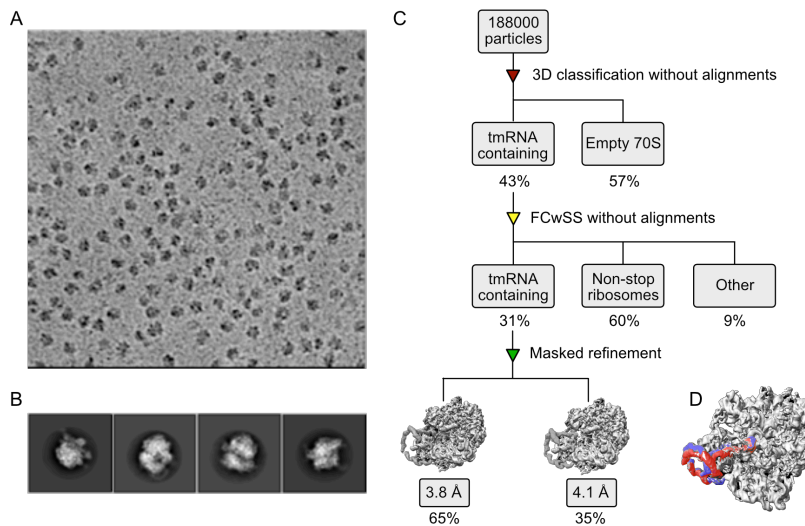 A
B
C
188000
particles
3D classification without alignments
tmRNA
containing
Empty 70S
43%
57%
FCwSS without alignments
tmRNA
containing
Non-stop
ribosomes
Other
31%
60%
9%
Masked refinement
3.8 Å
4.1 Å
65%
35%
D